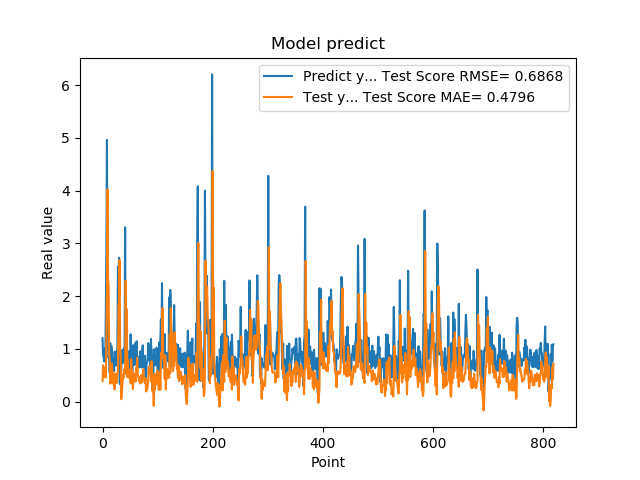 Model predict
Predict y... Test Score RMSE= 0.6868
Test y... Test Score MAE= 0.4796
Real value
6
5
4
3
2
1
0
0 200 400 600 800
Point